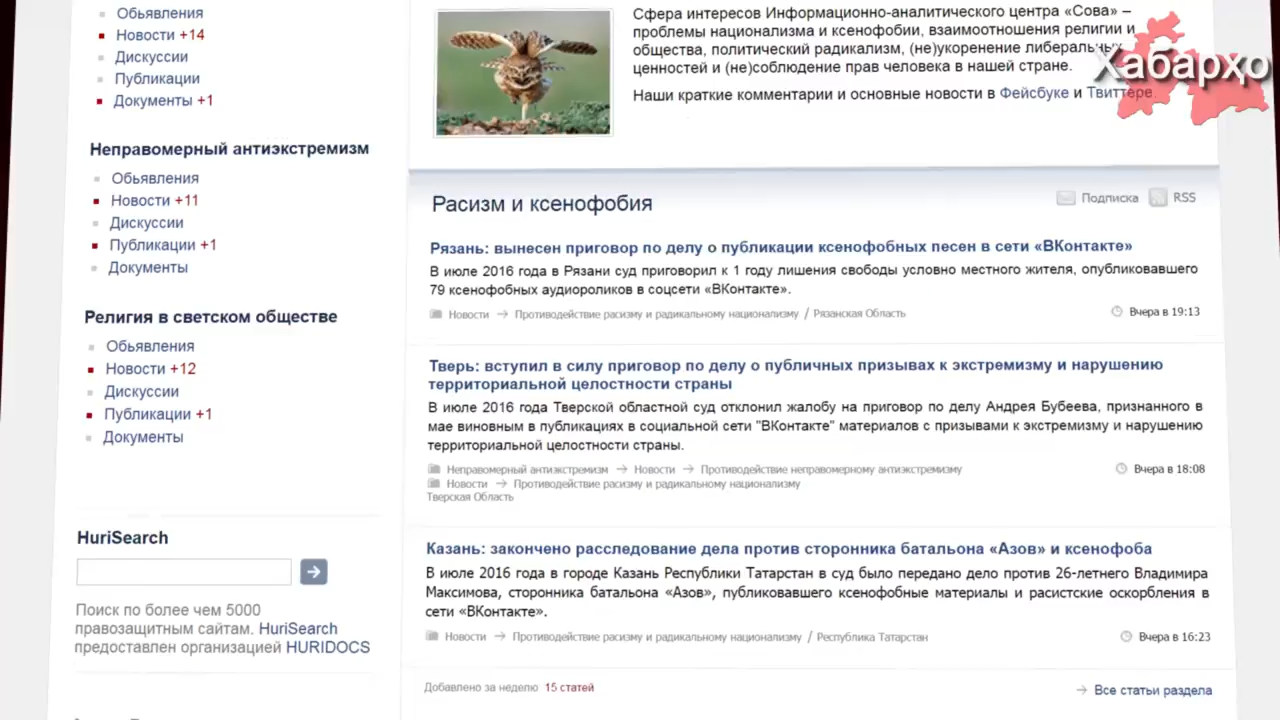 Обьявления
Новости +14
Дискуссии
Публикации
Документы +1
Неправомерный антиэкстремизм
Обьявления
Новости +11
Дискуссии
Публикации +1
Документы
Религия в светском обществе
Обьявления
Новости +12
Дискуссии
Публикации +1
Документы
HuriSearch
Поиск по более чем 5000
правозащитным сайтам. HuriSearch
предоставлен организацией HURIDOCS
Сфера интересов Информационно-аналитического центра «Сова» –
проблемы национализма и ксенофобии, взаимоотношения религии и
общества, политический радикализм, (не)укоренение либеральных
ценностей и (не)соблюдение прав человека в нашей стране.
Наши краткие комментарии и основные новости в Фейсбуке и Твиттере.
Хабарҳо
Расизм и ксенофобия
Подписка RSS
Рязань: вынесен приговор по делу о публикации ксенофобных песен в сети «ВКонтакте»
В июле 2016 года в Рязани суд приговорил к 1 году лишения свободы условно местного жителя, опубликовавшего
79 ксенофобных аудиороликов в соцсети «ВКонтакте».
Новости → Противодействие расизму и радикальному национализму / Рязанская Область Вчера в 19:13
Тверь: вступил в силу приговор по делу о публичных призывах к экстремизму и нарушению
территориальной целостности страны
В июле 2016 года Тверской областной суд отклонил жалобу на приговор по делу Андрея Бубеева, признанного в
мае виновным в публикациях в социальной сети "ВКонтакте" материалов с призывами к экстремизму и нарушению
территориальной целостности страны.
Неправомерный антиэкстремизм → Новости → Противодействие неправомерному антиэкстремизму Вчера в 18:08
Новости → Противодействие расизму и радикальному национализму
Тверская Область
Казань: закончено расследование дела против сторонника батальона «Азов» и ксенофоба
В июле 2016 года в городе Казань Республики Татарстан в суд было передано дело против 26-летнего Владимира
Максимова, сторонника батальона «Азов», публиковавшего ксенофобные материалы и расистские оскорбления в
сети «ВКонтакте».
Новости → Противодействие расизму и радикальному национализму / Республика Татарстан Вчера в 16:23
Добавлено за неделю 15 статей
→ Все статьи раздела